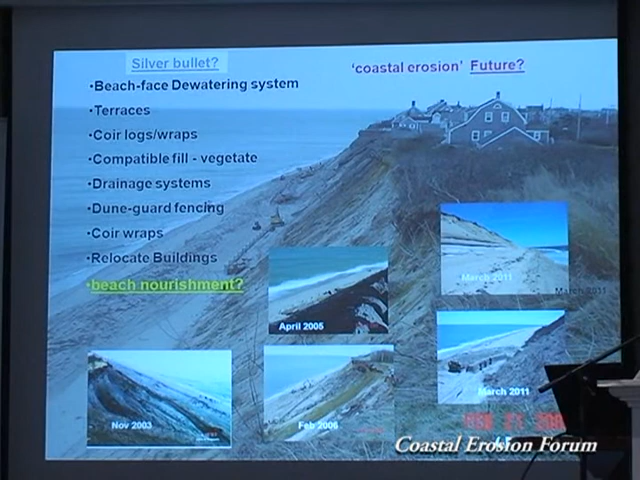 Silver bullet?
'coastal erosion' Future?
•Beach-face Dewatering system
•Terraces
•Coir logs/wraps
•Compatible fill - vegetate
•Drainage systems
•Dune-guard fencing
•Coir wraps
•Relocate Buildings
•beach nourishment?
March 2011
March 2011
April 2005
March 2011
Nov 2003
Feb 2006
Coastal Erosion Forum